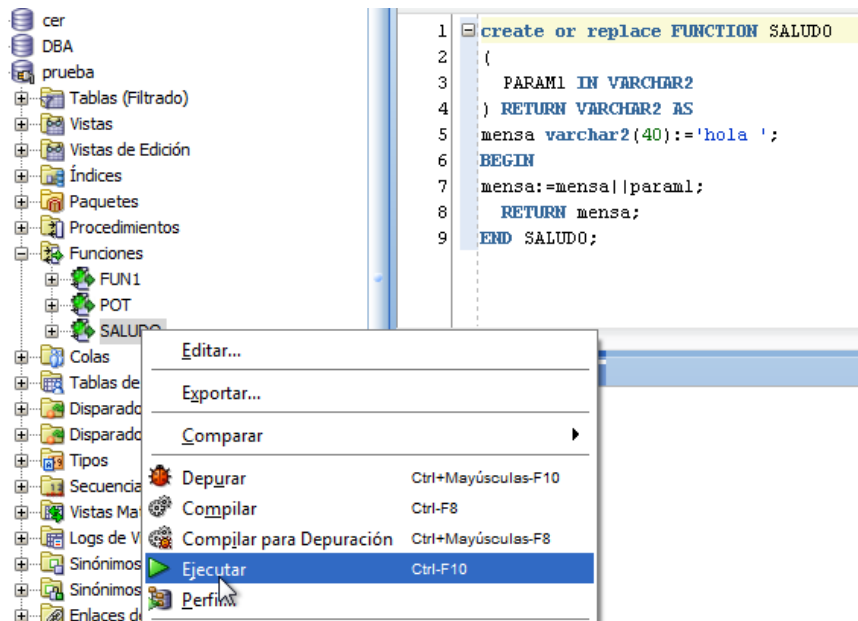 cer
DBA
prueba
Tablas (Filtrado)
Vistas
Vistas de Edición
Índices
Paquetes
Procedimientos
Funciones
FUN1
POT
SALUDO
Colas
Tablas de
Disparado
Disparado
Tipos
Secuencia
Vistas Ma
Logs de V
Sinónimos
Sinónimos
Enlaces de
1 create or replace FUNCTION SALUDO
2 (
3 PARAM1 IN VARCHAR2
4 ) RETURN VARCHAR2 AS
5 mensa varchar2(40):='hola ';
6 BEGIN
7 mensa:=mensa||param1;
8 RETURN mensa;
9 END SALUDO;
Editar...
Exportar...
Comparar
Depurar Ctrl+Mayúsculas-F10
Compilar Ctrl-F8
Compilar para Depuración Ctrl+Mayúsculas-F8
Ejecutar Ctrl-F10